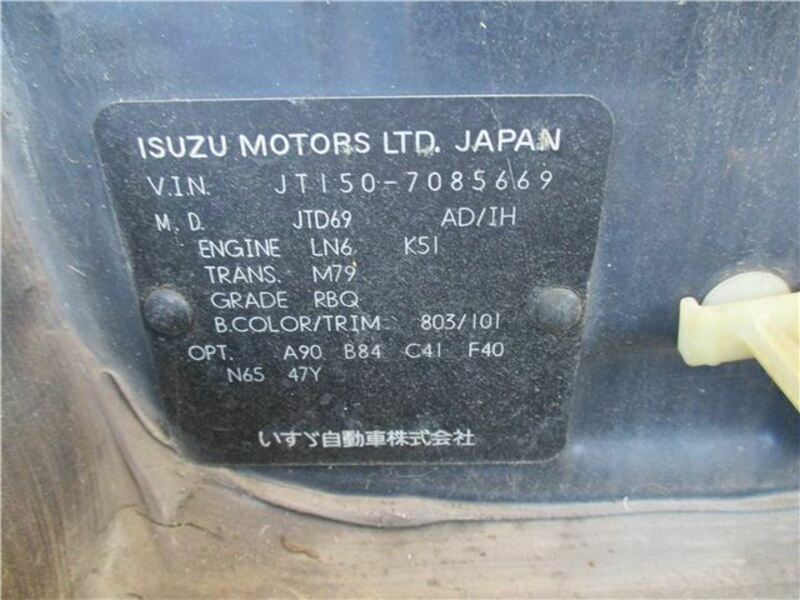 ISUZU MOTORS LTD. JAPAN
V.I.N. JT150-7085669
M.D. JTD69 AD/IH
ENGINE LN6 K51
TRANS. M79
GRADE RBQ
B.COLOR/TRIM 803/101
OPT. A90 B84 C41 F40
N65 47Y
いすゞ自動車株式会社